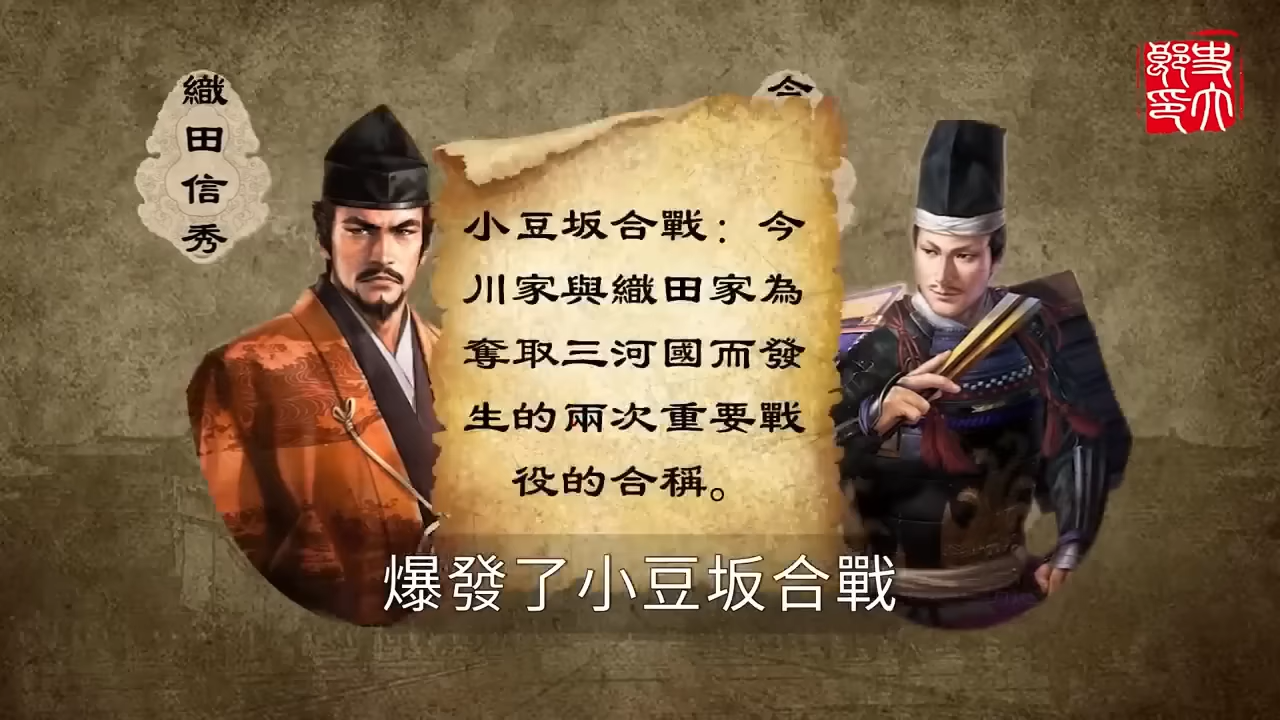 織田信秀
今
小豆坂合戰：今
川家與織田家為
奪取三河國而發
生的兩次重要戰
役的合稱。
爆發了小豆坂合戰